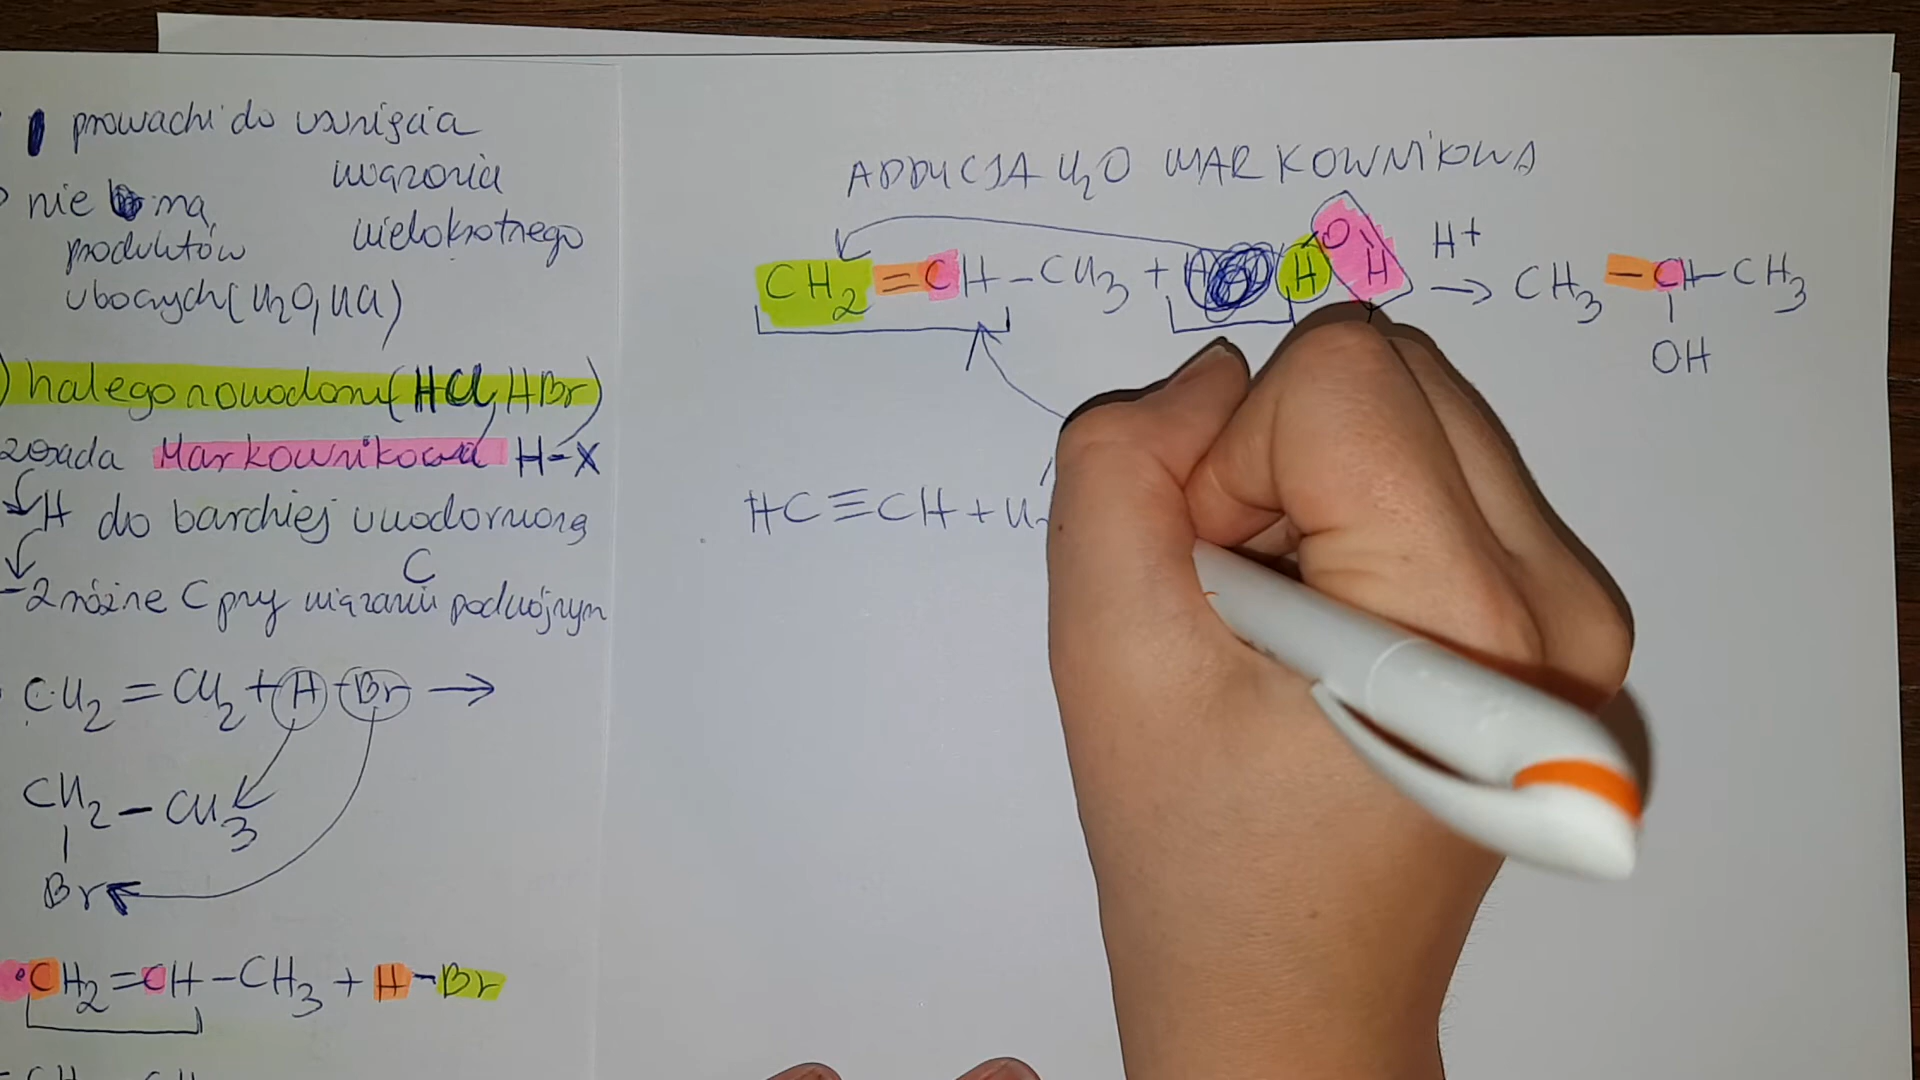 prowadzi do usunięcia
wiązania
nie ma
wielokrotnego
produktów
ubocznych (H2O, HCl)
) halogenowodory (HCl, HBr)
zasada Markownikowa H-X
H do bardziej uwodornionego
C
-2 różne C przy wiązaniu podwójnym
CH2=CH2 + H-Br →
CH2-CH3
Br
CH2=CH-CH3 + H-Br
ADDYCJA H2O MARKOWNIKOWA
CH2=CH-CH3 + H O H H+ → CH3-CH-CH3
OH
HC≡CH + H2